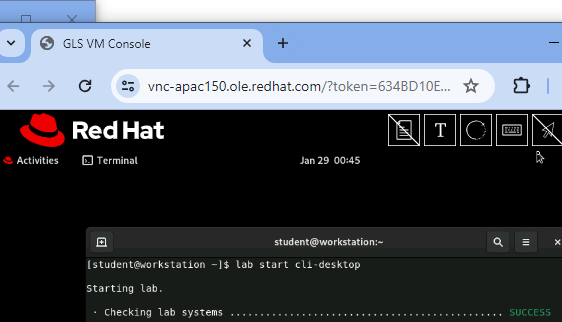 GLS VM Console
vnc-apac150.ole.redhat.com/?token=634BD10E...
Red Hat
T
Activities
Terminal
Jan 29 00:45
student@workstation:~
[student@workstation ~]$ lab start cli-desktop
Starting lab.
· Checking lab systems ............................................. SUCCESS